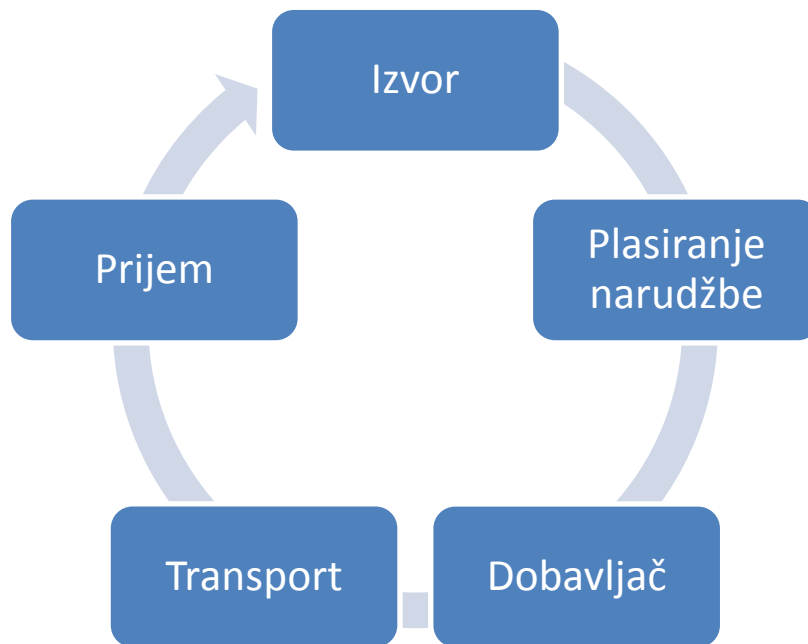 Izvor
Plasiranje
narudžbe
Dobavljač
Transport
Prijem